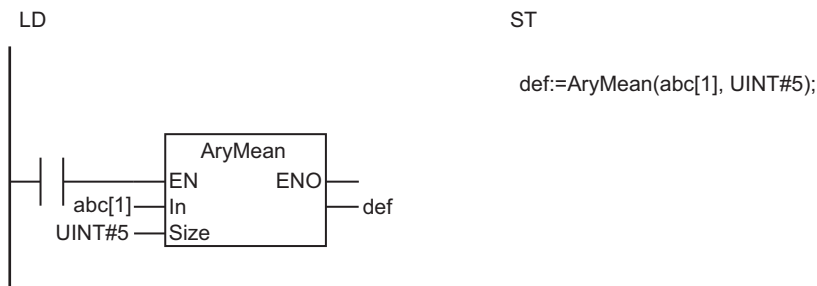 LD
ST
def:=AryMean(abc[1], UINT#5);
AryMean
EN ENO
abc[1] In def
UINT#5 Size